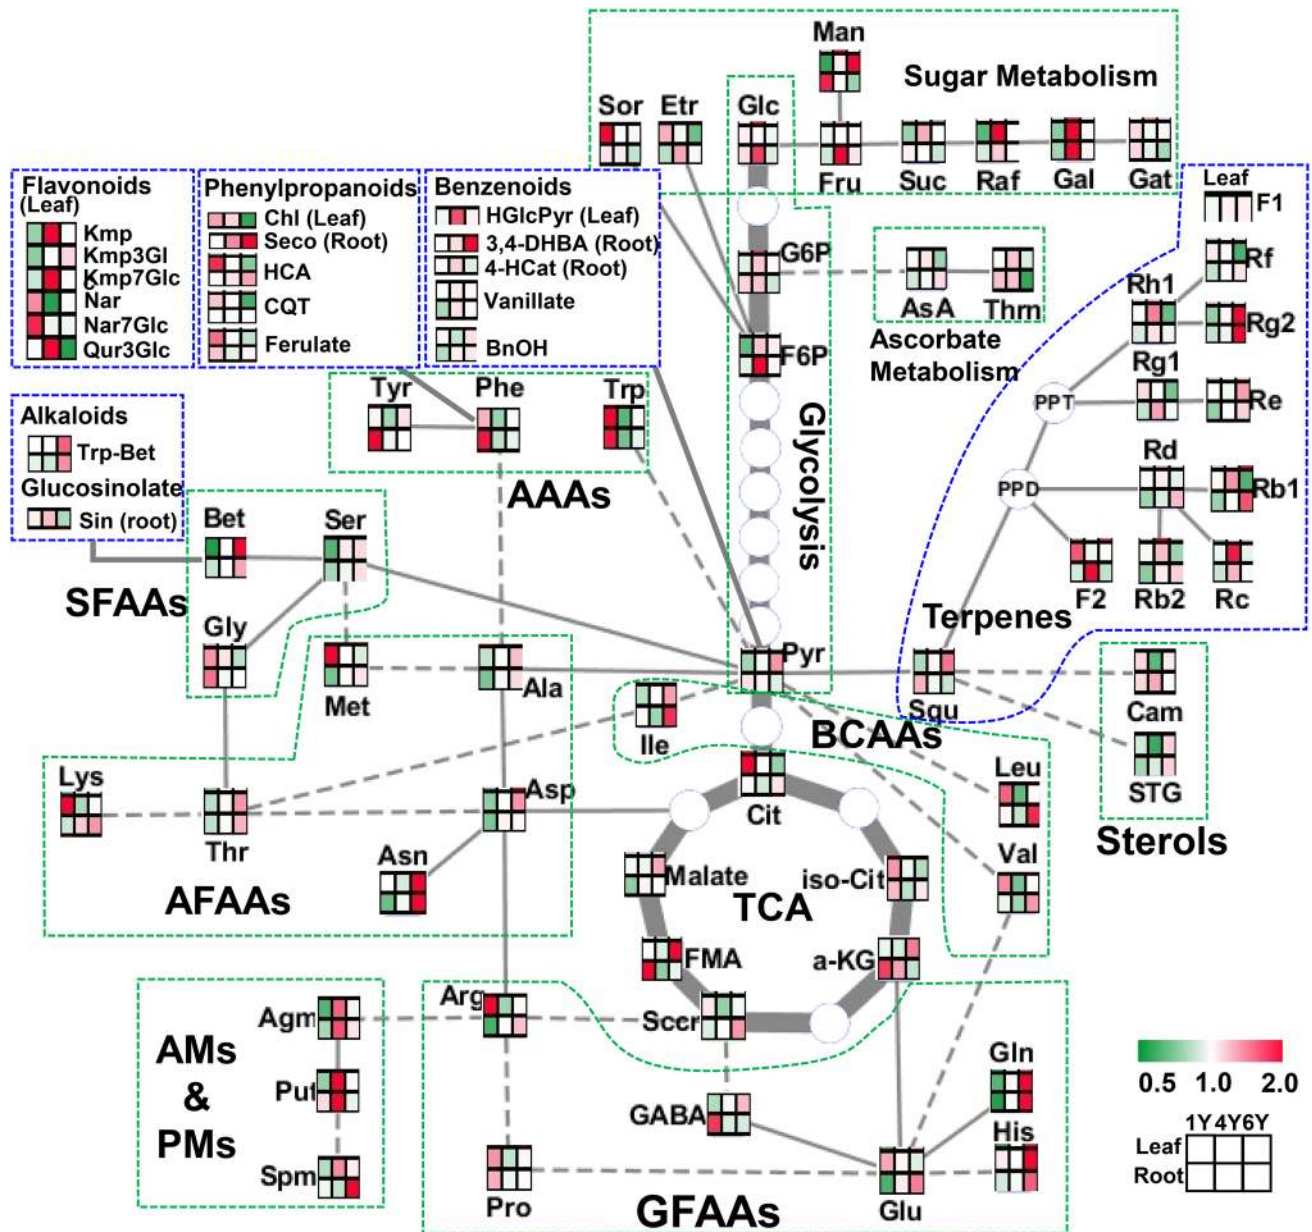 Man
Sugar Metabolism
Sor Etr Glc
Fru Suc Raf Gal Gat
Flavonoids
(Leaf)
Kmp
Kmp3Gl
Kmp7Glc
Nar
Nar7Glc
Qur3Glc
Phenylpropanoids
Chl (Leaf)
Seco (Root)
HCA
CQT
Ferulate
Benzenoids
HGlcPyr (Leaf)
3,4-DHBA (Root)
4-HCat (Root)
Vanillate
BnOH
Leaf
F1
Rf
Rh1
Rg2
Rg1
Re
PPT
Rd
PPD
Rb1
F2 Rb2 Rc
Terpenes
G6P
AsA Thrn
Ascorbate
Metabolism
F6P
Glycolysis
Alkaloids
Trp-Bet
Glucosinolate
Sin (root)
Tyr Phe Trp
AAAs
Bet Ser
SFAAs
Gly
Met
Ala
Pyr
Squ
Ile
BCAAs
Cam
STG
Sterols
Lys
Thr
Asp
Asn
AFAAs
Cit
Leu
Val
Malate
iso-Cit
TCA
FMA
a-KG
Sccr
Arg
Agm
AMs
&
PMs
Put
Spm
GABA
Gln
His
Pro
Glu
GFAAs
0.5 1.0 2.0
1Y 4Y 6Y
Leaf
Root